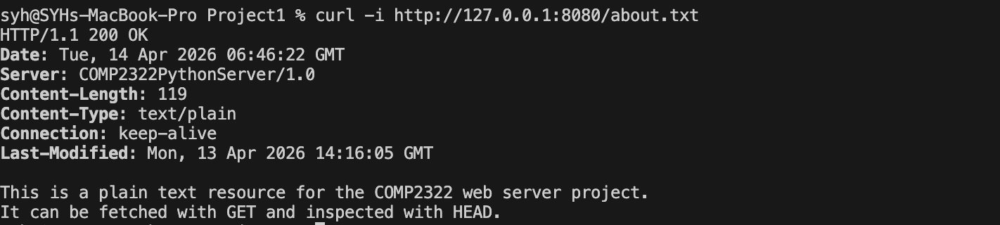 syh@SYHs-MacBook-Pro Project1 % curl -i http://127.0.0.1:8080/about.txt
HTTP/1.1 200 OK
Date: Tue, 14 Apr 2026 06:46:22 GMT
Server: COMP2322PythonServer/1.0
Content-Length: 119
Content-Type: text/plain
Connection: keep-alive
Last-Modified: Mon, 13 Apr 2026 14:16:05 GMT

This is a plain text resource for the COMP2322 web server project.
It can be fetched with GET and inspected with HEAD.